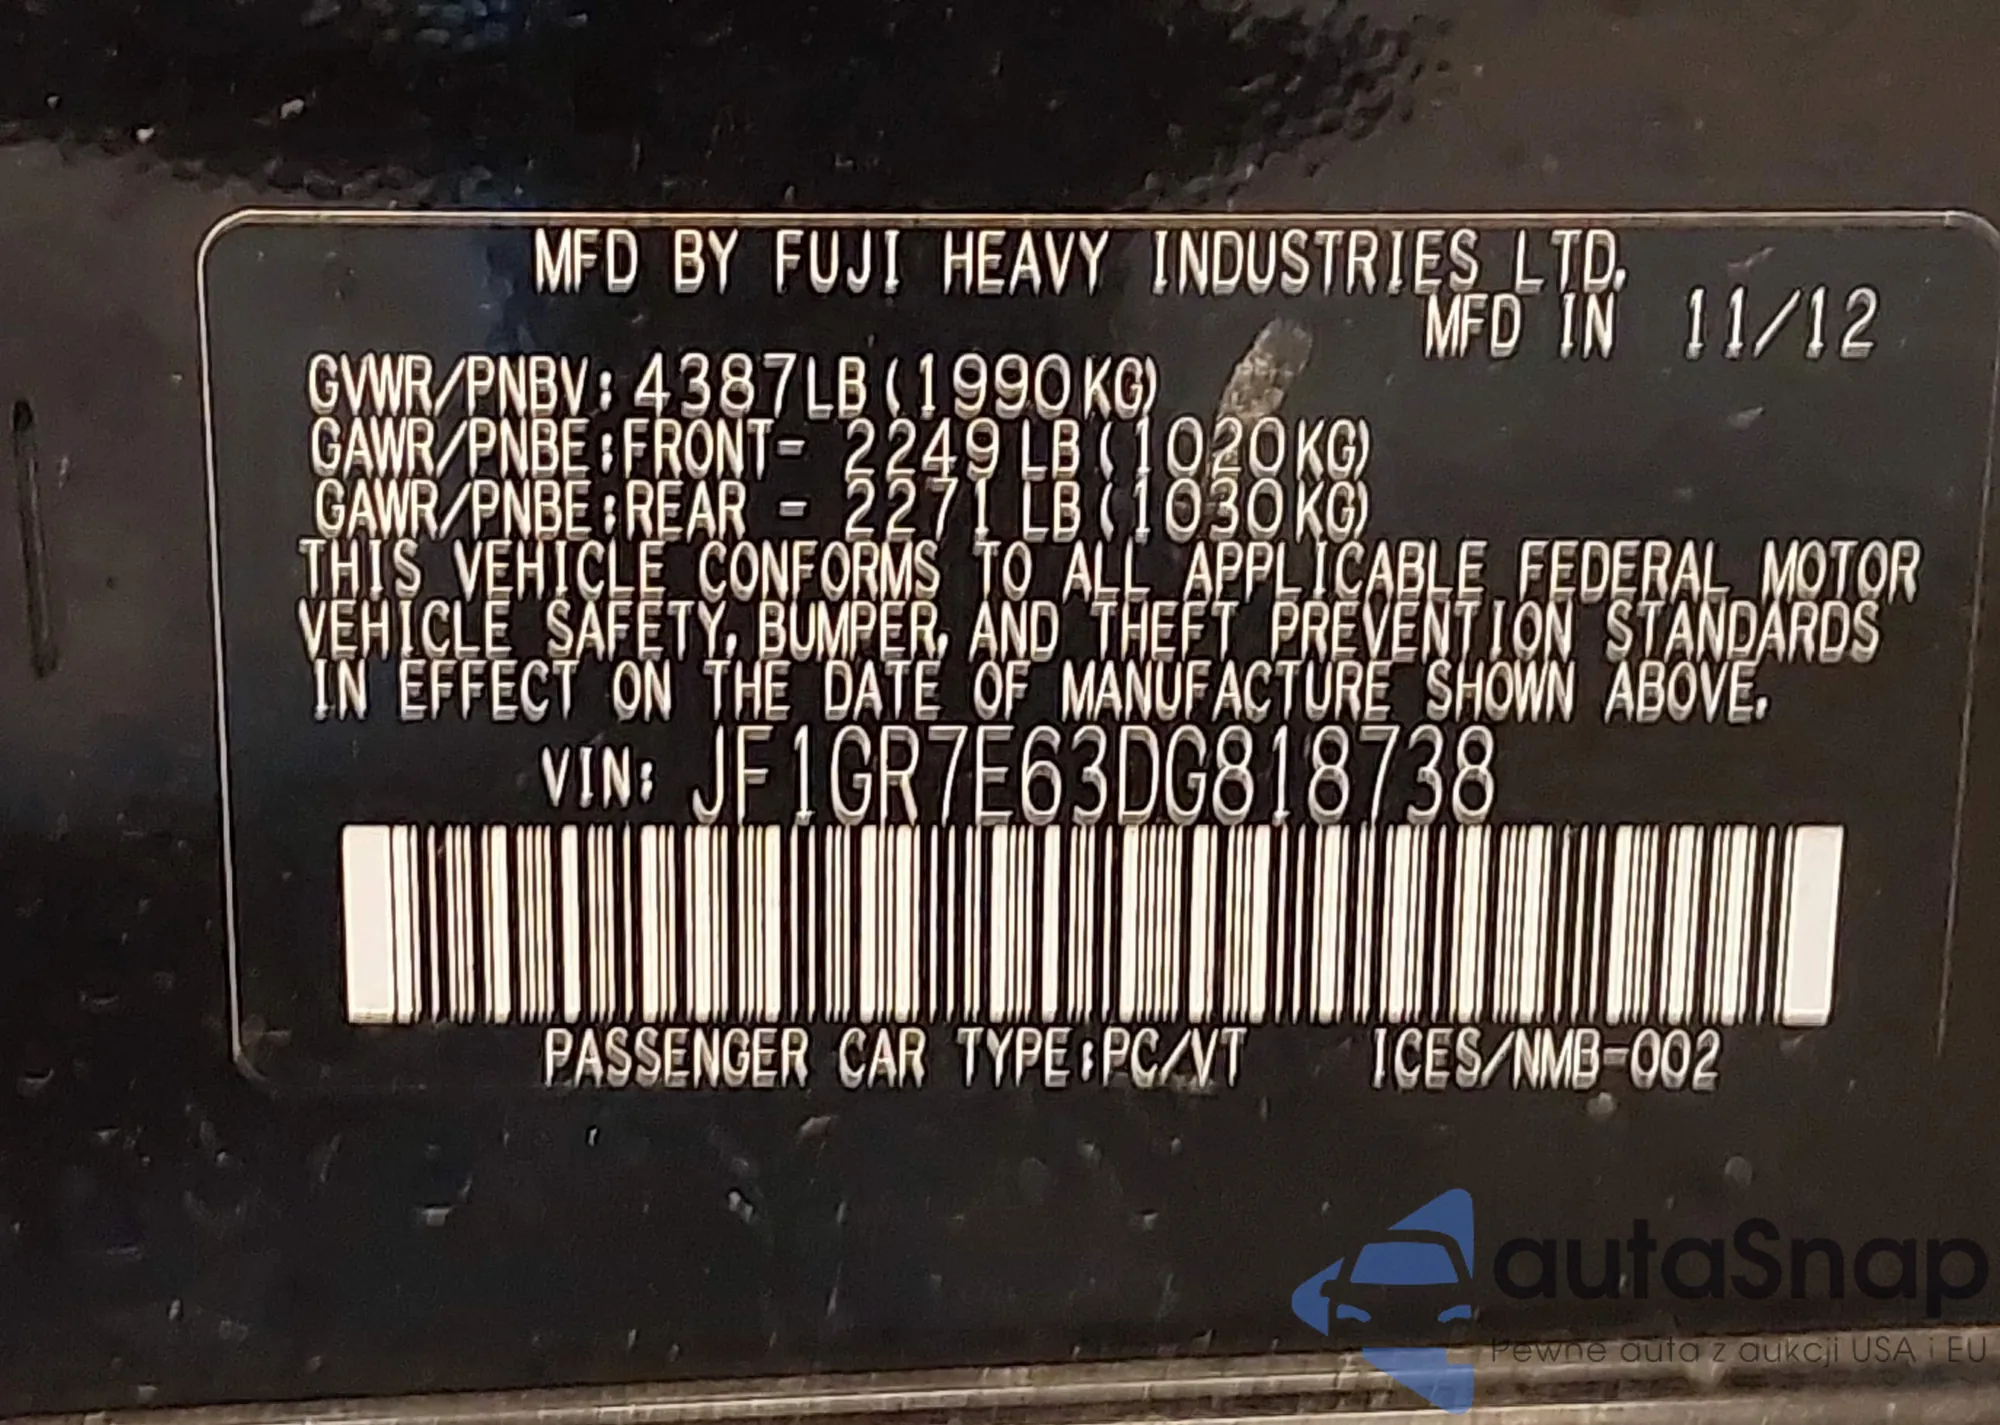 MFD BY FUJI HEAVY INDUSTRIES LTD.
MFD IN 11/12
GVWR/PNBV: 4387LB (1990KG)
GAWR/PNBE:FRONT- 2249 LB (1020KG)
GAWR/PNBE:REAR - 2271 LB (1030KG)
THIS VEHICLE CONFORMS TO ALL APPLICABLE FEDERAL MOTOR
VEHICLE SAFETY, BUMPER, AND THEFT PREVENTION STANDARDS
IN EFFECT ON THE DATE OF MANUFACTURE SHOWN ABOVE.
VIN: JF1GR7E63DG818738
PASSENGER CAR TYPE:PC/VT ICES/NMB-002
autaSnap
Pewne auta z aukcji USA i EU